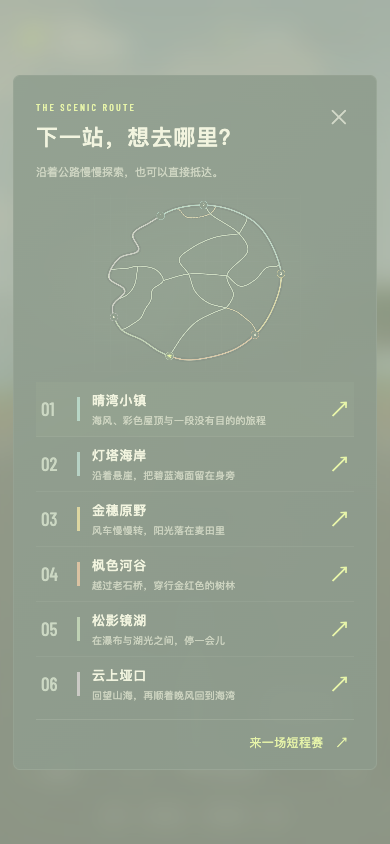 THE SCENIC ROUTE
下一站，想去哪里？
沿着公路慢慢探索，也可以直接抵达。
01 晴湾小镇
海风、彩色屋顶与一段没有目的的旅程
02 灯塔海岸
沿着悬崖，把碧蓝海面留在身旁
03 金穗原野
风车慢慢转，阳光落在麦田里
04 枫色河谷
越过老石桥，穿行金红色的树林
05 松影镜湖
在瀑布与湖光之间，停一会儿
06 云上垭口
回望山海，再顺着晚风回到海湾
来一场短程赛